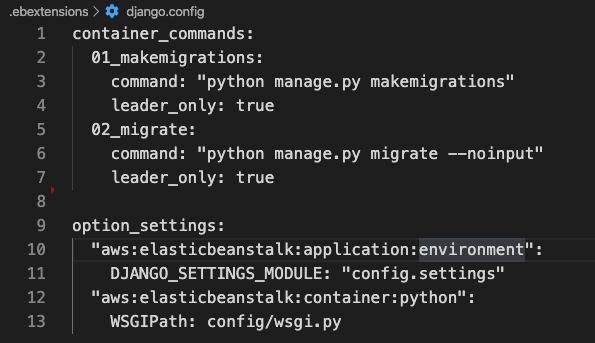 .ebextensions > django.config
1 container_commands:
2   01_makemigrations:
3     command: "python manage.py makemigrations"
4     leader_only: true
5   02_migrate:
6     command: "python manage.py migrate --noinput"
7     leader_only: true
8
9 option_settings:
10   "aws:elasticbeanstalk:application:environment":
11     DJANGO_SETTINGS_MODULE: "config.settings"
12   "aws:elasticbeanstalk:container:python":
13     WSGIPath: config/wsgi.py